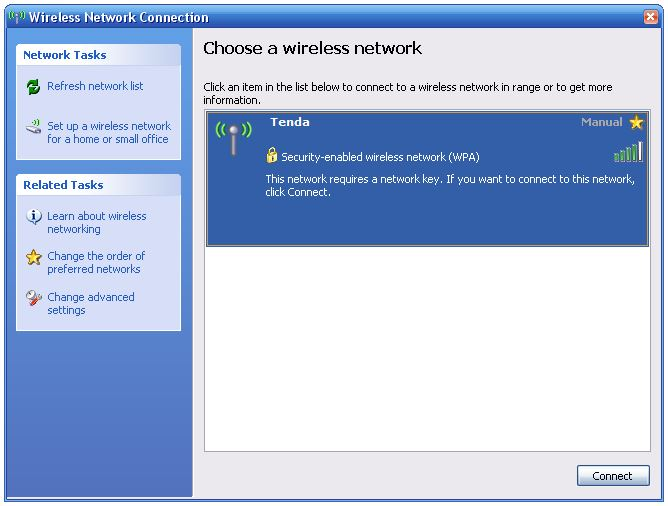 Wireless Network Connection
Network Tasks
Refresh network list
Set up a wireless network
for a home or small office
Related Tasks
Learn about wireless
networking
Change the order of
preferred networks
Change advanced
settings
Choose a wireless network
Click an item in the list below to connect to a wireless network in range or to get more
information.
Tenda
Manual
Security-enabled wireless network (WPA)
This network requires a network key. If you want to connect to this network,
click Connect.
Connect